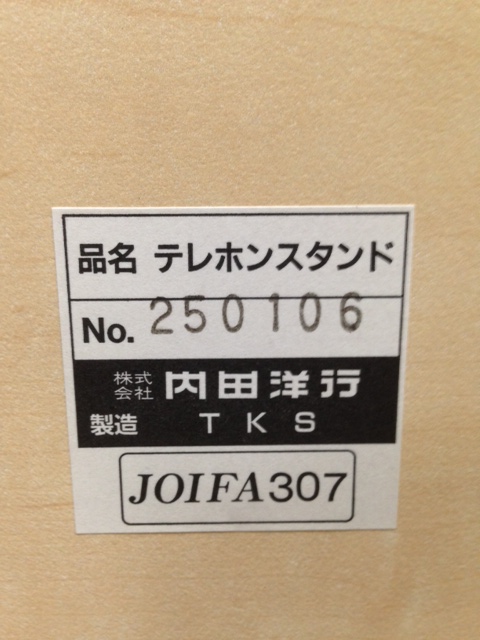 品名 テレホンスタンド
No. 250106
株式会社 内田洋行
製造 TKS
JOIFA307